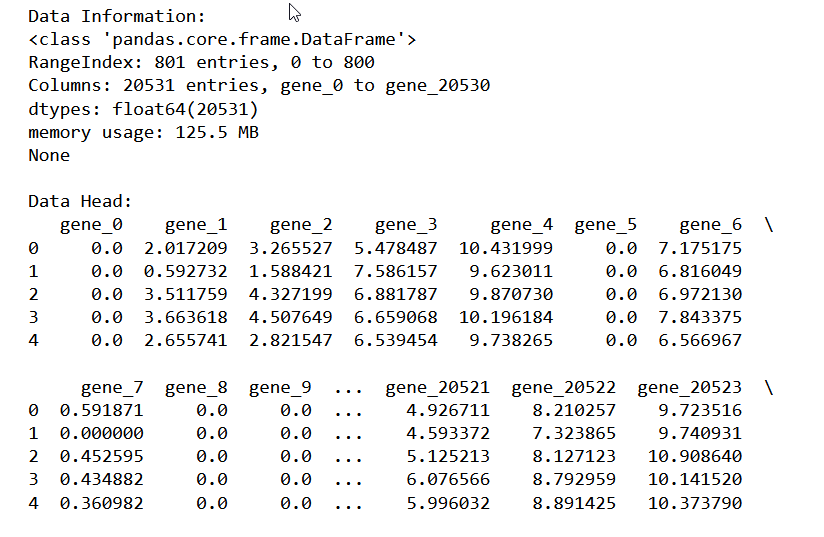 Data Information:
<class 'pandas.core.frame.DataFrame'>
RangeIndex: 801 entries, 0 to 800
Columns: 20531 entries, gene_0 to gene_20530
dtypes: float64(20531)
memory usage: 125.5 MB
None
Data Head:
   gene_0    gene_1    gene_2    gene_3     gene_4  gene_5    gene_6  \
0     0.0  2.017209  3.265527  5.478487  10.431999     0.0  7.175175
1     0.0  0.592732  1.588421  7.586157   9.623011     0.0  6.816049
2     0.0  3.511759  4.327199  6.881787   9.870730     0.0  6.972130
3     0.0  3.663618  4.507649  6.659068  10.196184     0.0  7.843375
4     0.0  2.655741  2.821547  6.539454   9.738265     0.0  6.566967
     gene_7  gene_8  gene_9  ...  gene_20521  gene_20522  gene_20523  \
0  0.591871     0.0     0.0  ...    4.926711    8.210257    9.723516
1  0.000000     0.0     0.0  ...    4.593372    7.323865    9.740931
2  0.452595     0.0     0.0  ...    5.125213    8.127123   10.908640
3  0.434882     0.0     0.0  ...    6.076566    8.792959   10.141520
4  0.360982     0.0     0.0  ...    5.996032    8.891425   10.373790